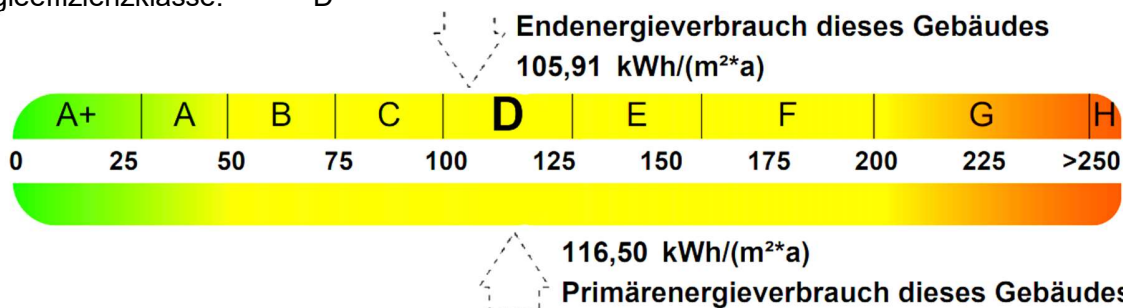 gieeffizienzklasse: D
Endenergieverbrauch dieses Gebäudes
105,91 kWh/(m²*a)
A+ A B C D E F G H
0 25 50 75 100 125 150 175 200 225 >250
116,50 kWh/(m²*a)
Primärenergieverbrauch dieses Gebäudes